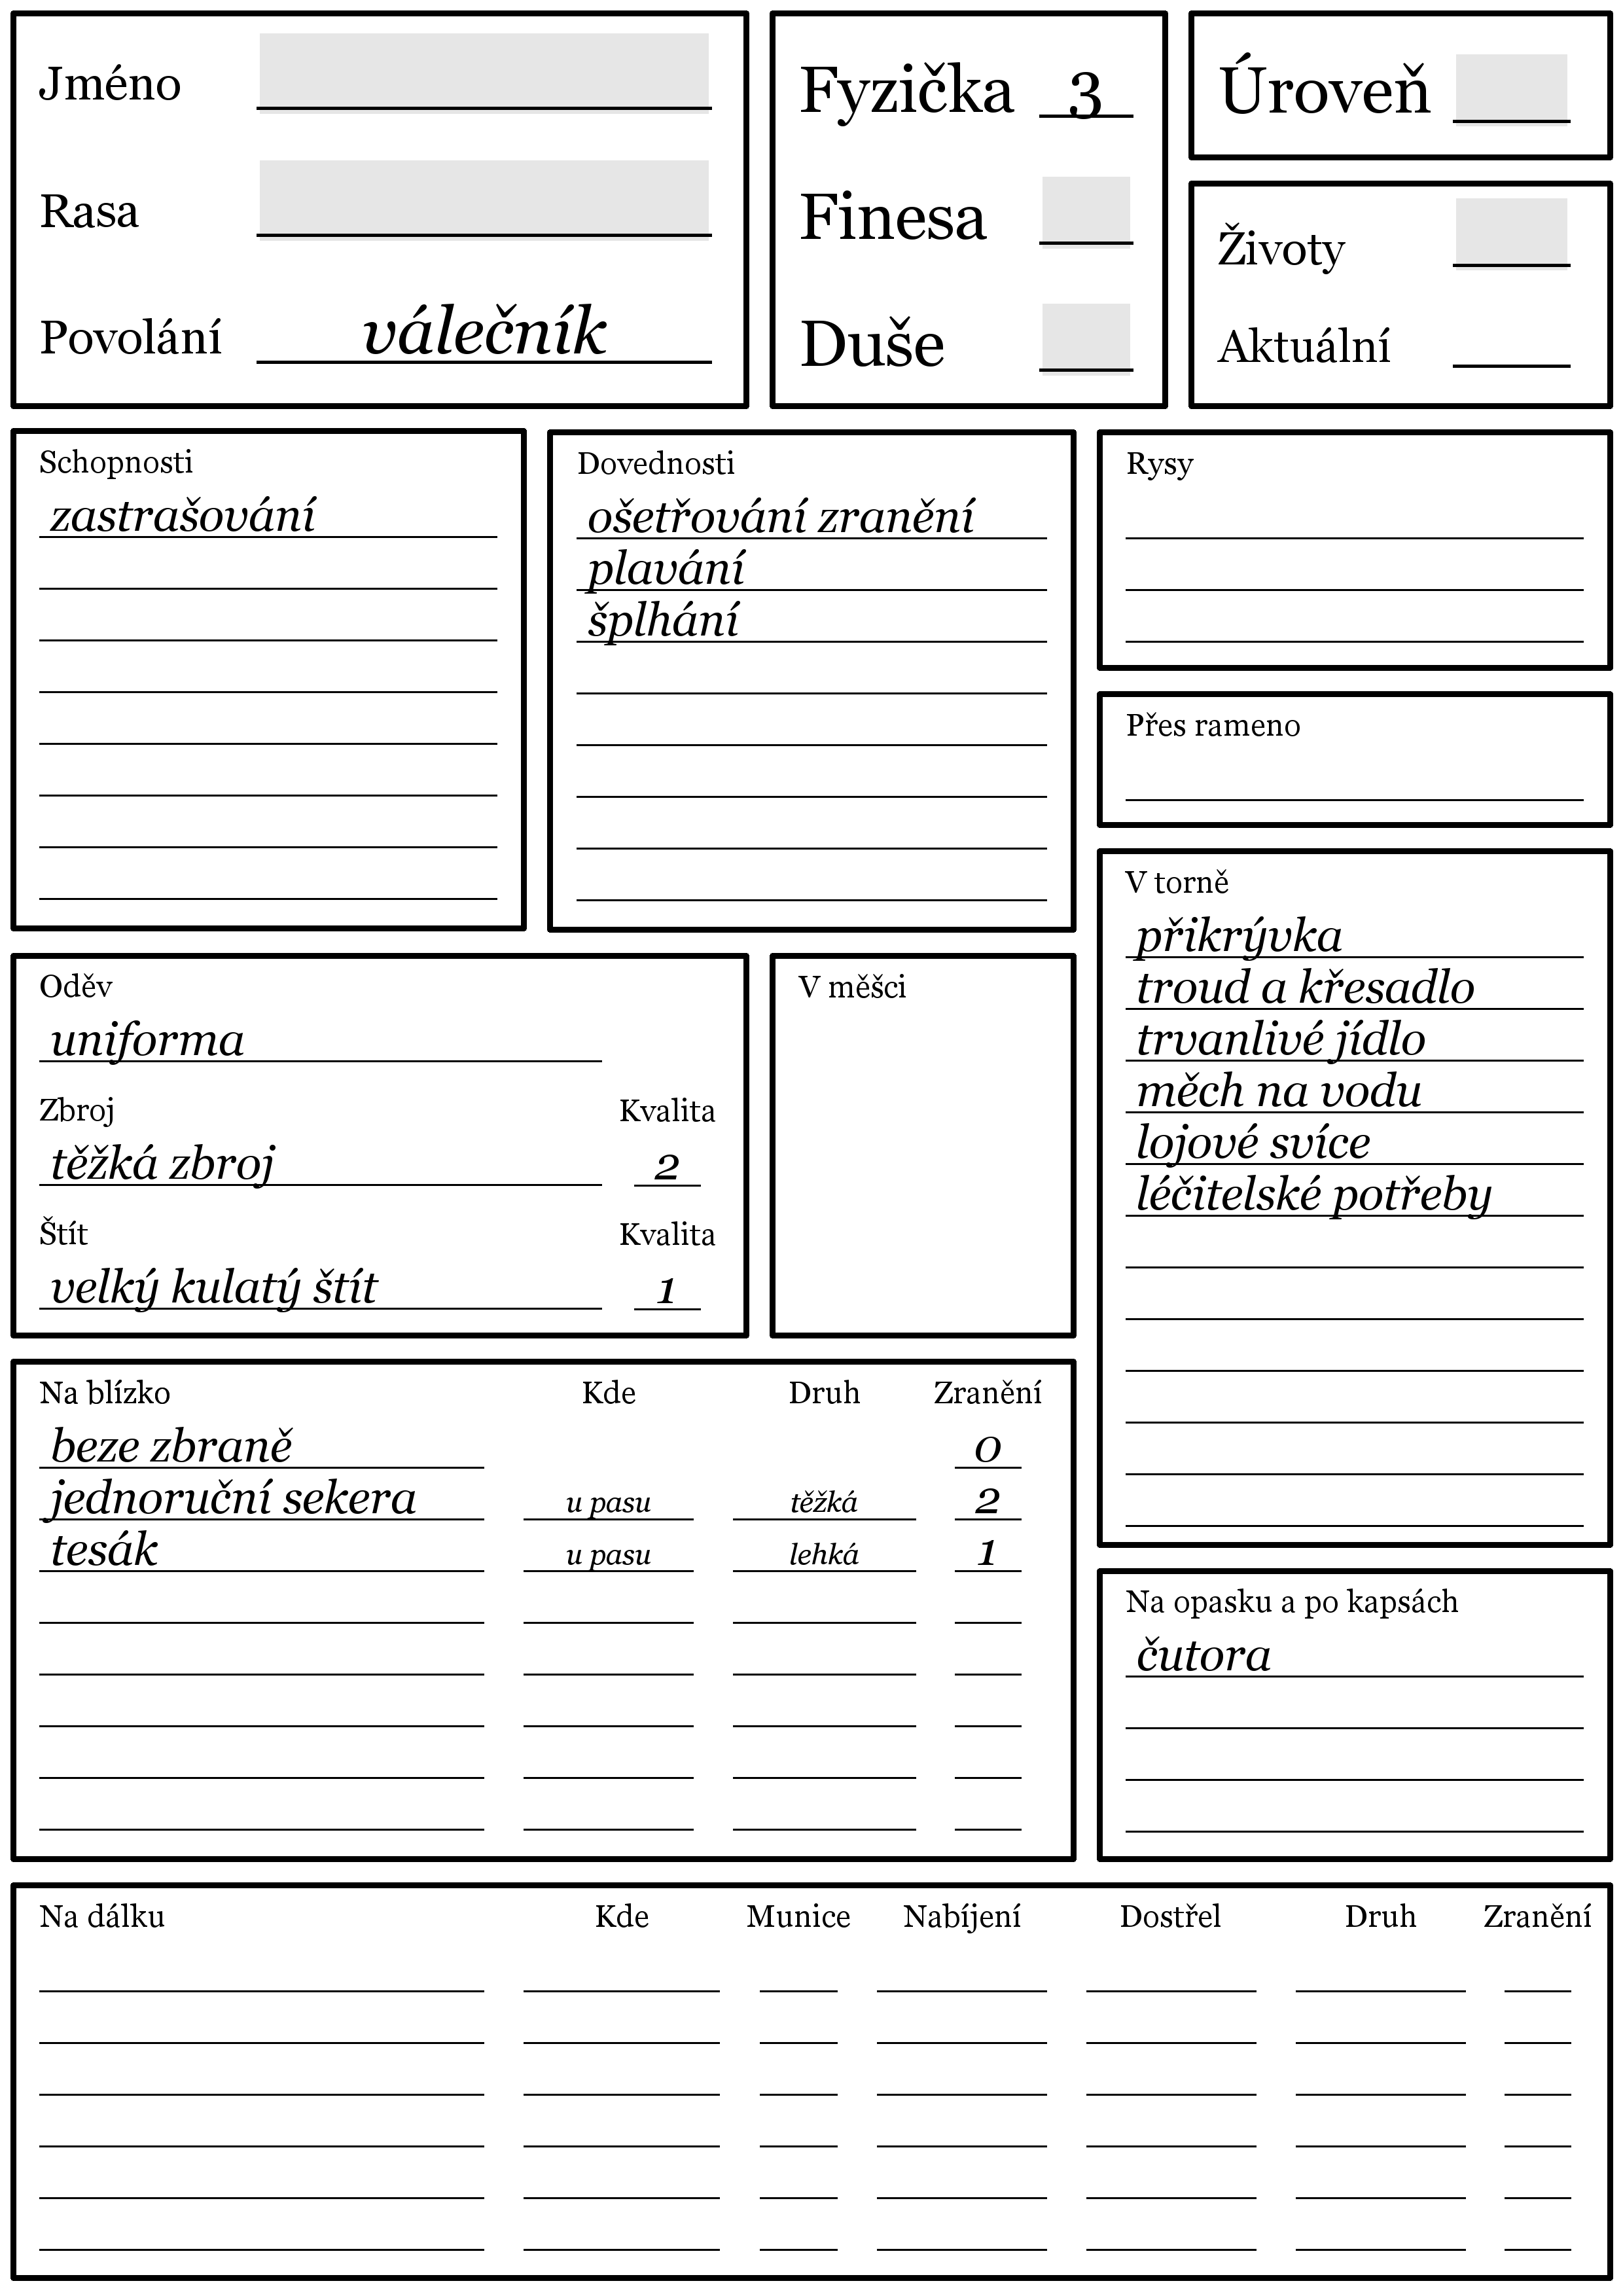 Jméno
Rasa
Povolání válečník
Fyzička 3
Finesa
Duše
Úroveň
Životy
Aktuální
Schopnosti
zastrašování
Dovednosti
ošetřování zranění
plavání
šplhání
Rysy
Přes rameno
V torně
přikrývka
troud a křesadlo
trvanlivé jídlo
měch na vodu
lojové svíce
léčitelské potřeby
Oděv
uniforma
Zbroj Kvalita
těžká zbroj 2
Štít Kvalita
velký kulatý štít 1
V měšci
Na blízko Kde Druh Zranění
beze zbraně 0
jednoruční sekera u pasu těžká 2
tesák u pasu lehká 1
Na opasku a po kapsách
čutora
Na dálku Kde Munice Nabíjení Dostřel Druh Zranění